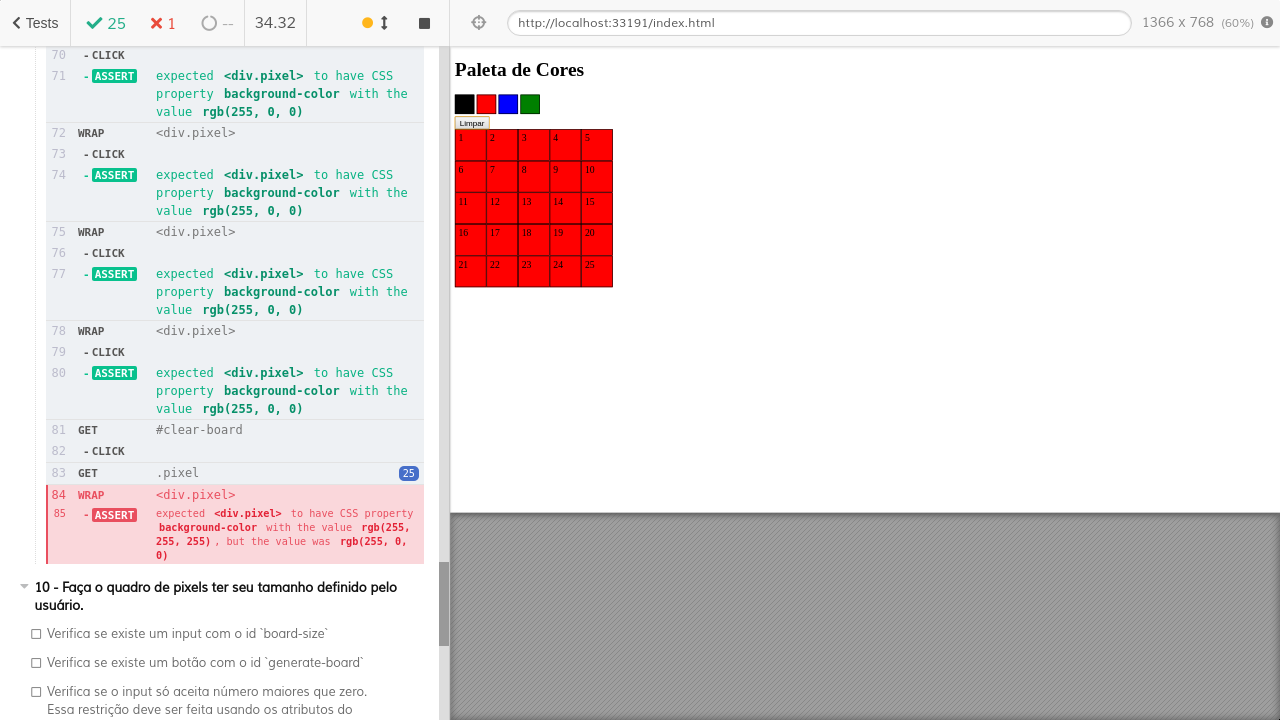 Tests
25
1
--
34.32
http://localhost:33191/index.html
1366 x 768 (60%)
70 -CLICK
71 -ASSERT expected <div.pixel> to have CSS
property background-color with the
value rgb(255, 0, 0)
72 WRAP <div.pixel>
73 -CLICK
74 -ASSERT expected <div.pixel> to have CSS
property background-color with the
value rgb(255, 0, 0)
75 WRAP <div.pixel>
76 -CLICK
77 -ASSERT expected <div.pixel> to have CSS
property background-color with the
value rgb(255, 0, 0)
78 WRAP <div.pixel>
79 -CLICK
80 -ASSERT expected <div.pixel> to have CSS
property background-color with the
value rgb(255, 0, 0)
81 GET #clear-board
82 -CLICK
83 GET .pixel 25
84 WRAP <div.pixel>
85 -ASSERT expected <div.pixel> to have CSS property
background-color with the value rgb(255,
255, 255) , but the value was rgb(255, 0,
0)
10 - Faça o quadro de pixels ter seu tamanho definido pelo
usuário.
Verifica se existe um input com o id `board-size`
Verifica se existe um botão com o id `generate-board`
Verifica se o input só aceita número maiores que zero.
Essa restrição deve ser feita usando os atributos do
Paleta de Cores
Limpar
1 2 3 4 5
6 7 8 9 10
11 12 13 14 15
16 17 18 19 20
21 22 23 24 25